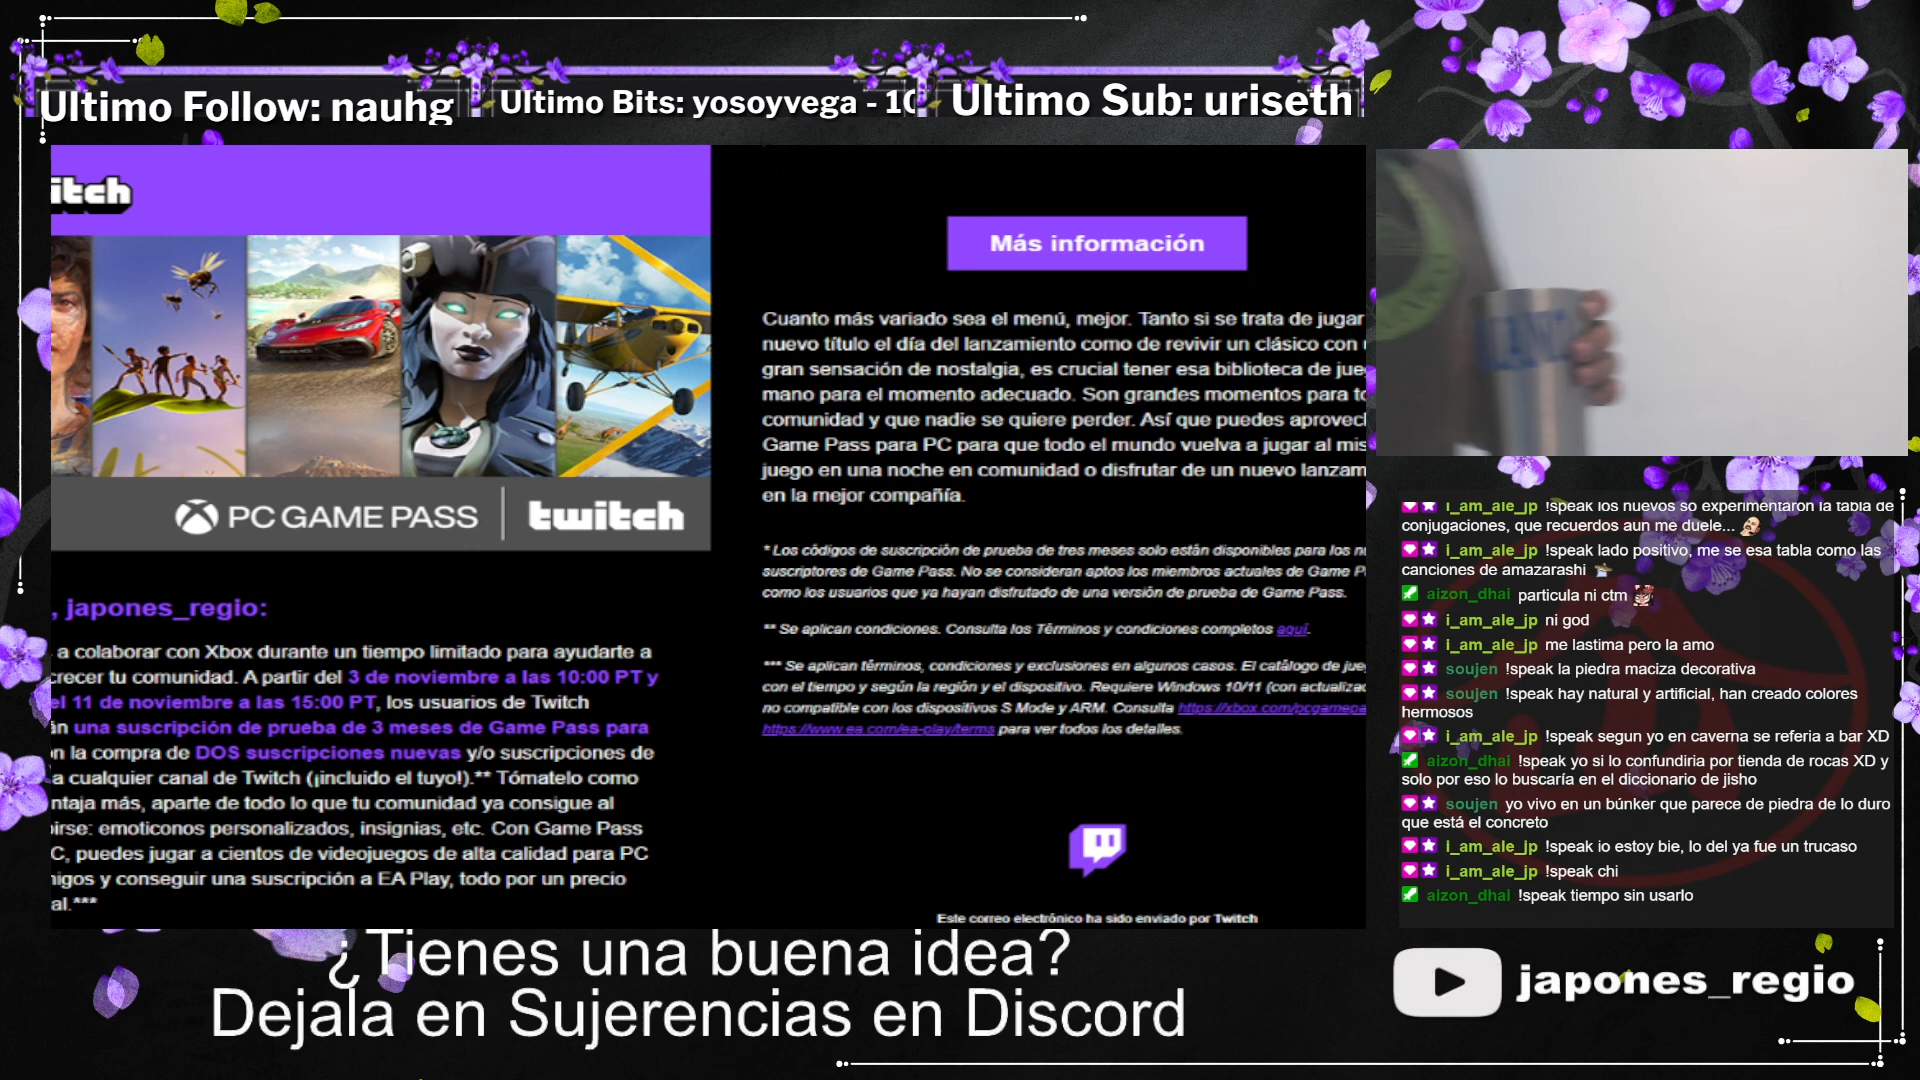 Ultimo Follow: nauhg
Ultimo Bits: yosoyvega - 10
Ultimo Sub: uriseth
itch
PC GAME PASS
twitch
, japones_regio:
a colaborar con Xbox durante un tiempo limitado para ayudarte a
crecer tu comunidad. A partir del 3 de noviembre a las 10:00 PT y
el 11 de noviembre a las 15:00 PT, los usuarios de Twitch
án una suscripción de prueba de 3 meses de Game Pass para
on la compra de DOS suscripciones nuevas y/o suscripciones de
a cualquier canal de Twitch (¡incluido el tuyo!).** Tómatelo como
ntaja más, aparte de todo lo que tu comunidad ya consigue al
birse: emoticonos personalizados, insignias, etc. Con Game Pass
C, puedes jugar a cientos de videojuegos de alta calidad para PC
nigos y conseguir una suscripción a EA Play, todo por un precio
al.***
Más información
Cuanto más variado sea el menú, mejor. Tanto si se trata de jugar
nuevo título el día del lanzamiento como de revivir un clásico con
gran sensación de nostalgia, es crucial tener esa biblioteca de jue
mano para el momento adecuado. Son grandes momentos para to
comunidad y que nadie se quiere perder. Así que puedes aprovech
Game Pass para PC para que todo el mundo vuelva a jugar al mis
juego en una noche en comunidad o disfrutar de un nuevo lanzam
en la mejor compañía.
* Los códigos de suscripción de prueba de tres meses solo están disponibles para los nu
suscriptores de Game Pass. No se consideran aptos los miembros actuales de Game P
como los usuarios que ya hayan disfrutado de una versión de prueba de Game Pass.
** Se aplican condiciones. Consulta los Términos y condiciones completos aquí.
*** Se aplican términos, condiciones y exclusiones en algunos casos. El catálogo de jue
con el tiempo y según la región y el dispositivo. Requiere Windows 10/11 (con actualizac
no compatible con los dispositivos S Mode y ARM. Consulta https://xbox.com/pcgamepa
https://www.ea.com/ea-play/terms para ver todos los detalles.
Este correo electrónico ha sido enviado por Twitch
i_am_ale_jp !speak los nuevos so experimentaron la tabla de
conjugaciones, que recuerdos aun me duele...
i_am_ale_jp !speak lado positivo, me se esa tabla como las
canciones de amazarashi
aizon_dhai particula ni ctm
i_am_ale_jp ni god
i_am_ale_jp me lastima pero la amo
soujen !speak la piedra maciza decorativa
soujen !speak hay natural y artificial, han creado colores
hermosos
i_am_ale_jp !speak segun yo en caverna se referia a bar XD
aizon_dhai !speak yo si lo confundiria por tienda de rocas XD y
solo por eso lo buscaría en el diccionario de jisho
soujen yo vivo en un búnker que parece de piedra de lo duro
que está el concreto
i_am_ale_jp !speak io estoy bie, lo del ya fue un trucaso
i_am_ale_jp !speak chi
aizon_dhai !speak tiempo sin usarlo
¿Tienes una buena idea?
Dejala en Sujerencias en Discord
japones_regio